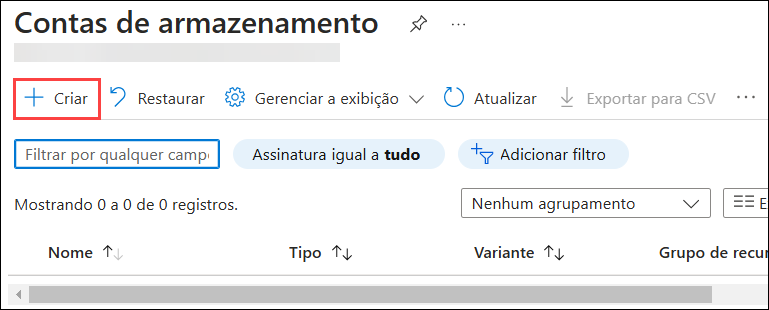 Contas de armazenamento
Criar Restaurar Gerenciar a exibição Atualizar Exportar para CSV
Filtrar por qualquer campo Assinatura igual a tudo Adicionar filtro
Mostrando 0 a 0 de 0 registros. Nenhum agrupamento
Nome Tipo Variante Grupo de recur